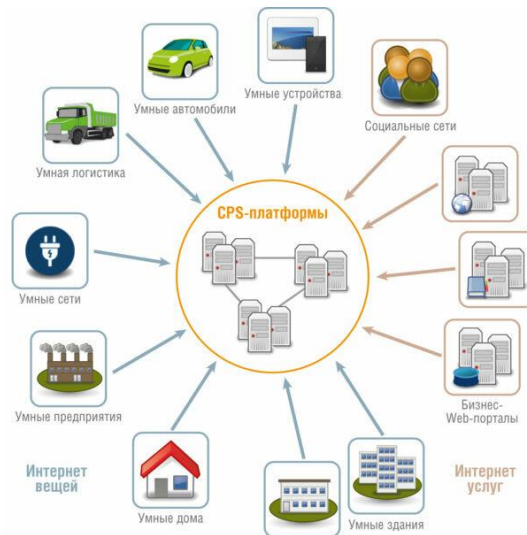 Умные автомобили
Умные устройства
Социальные сети
Умная логистика
CPS-платформы
Умные сети
Умные предприятия
Бизнес-
Web-порталы
Интернет
вещей
Умные дома
Умные здания
Интернет
услуг